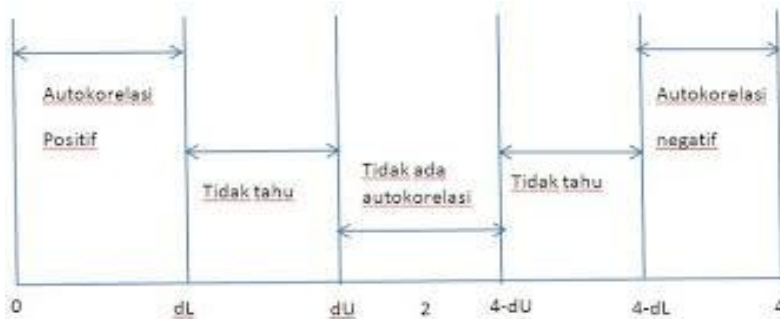 Autokorelasi
Positif
Tidak tahu
Tidak ada
autokorelasi
Tidak tahu
Autokorelasi
negatif
0 dL dU 2 4-dU 4-dL 4